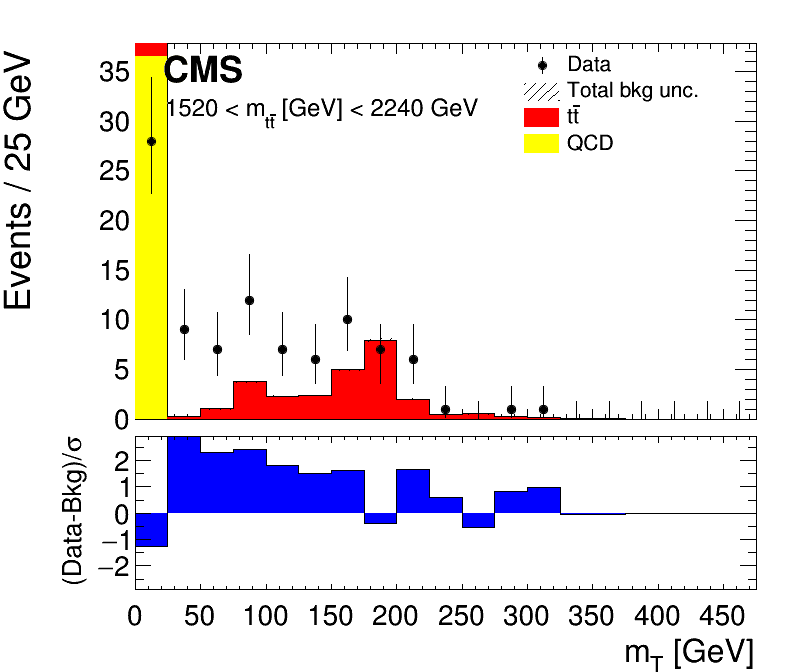 Events / 25 GeV
CMS
1520 < m_tt̄ [GeV] < 2240 GeV
Data
Total bkg unc.
tt̄
QCD
35
30
25
20
15
10
5
0
(Data-Bkg)/σ
2
1
0
−1
−2
0 50 100 150 200 250 300 350 400 450
m_T [GeV]